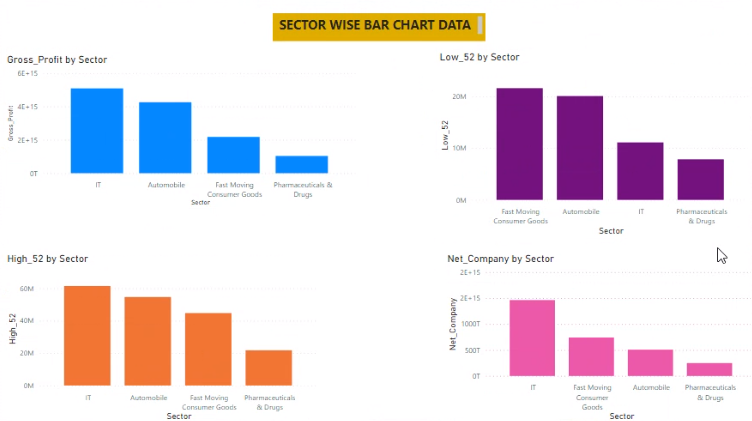 SECTOR WISE BAR CHART DATA
Gross_Profit by Sector
6E+15
4E+15
2E+15
0T
Gross_Profit
IT
Automobile
Fast Moving
Consumer Goods
Pharmaceuticals &
Drugs
Sector
Low_52 by Sector
20M
10M
0M
Low_52
Fast Moving
Consumer Goods
Automobile
IT
Pharmaceuticals
& Drugs
Sector
High_52 by Sector
60M
40M
20M
0M
High_52
IT
Automobile
Fast Moving
Consumer Goods
Pharmaceuticals
& Drugs
Sector
Net_Company by Sector
2E+15
2E+15
1000T
500T
0T
Net_Company
IT
Fast Moving
Consumer
Goods
Automobile
Pharmaceuticals
& Drugs
Sector